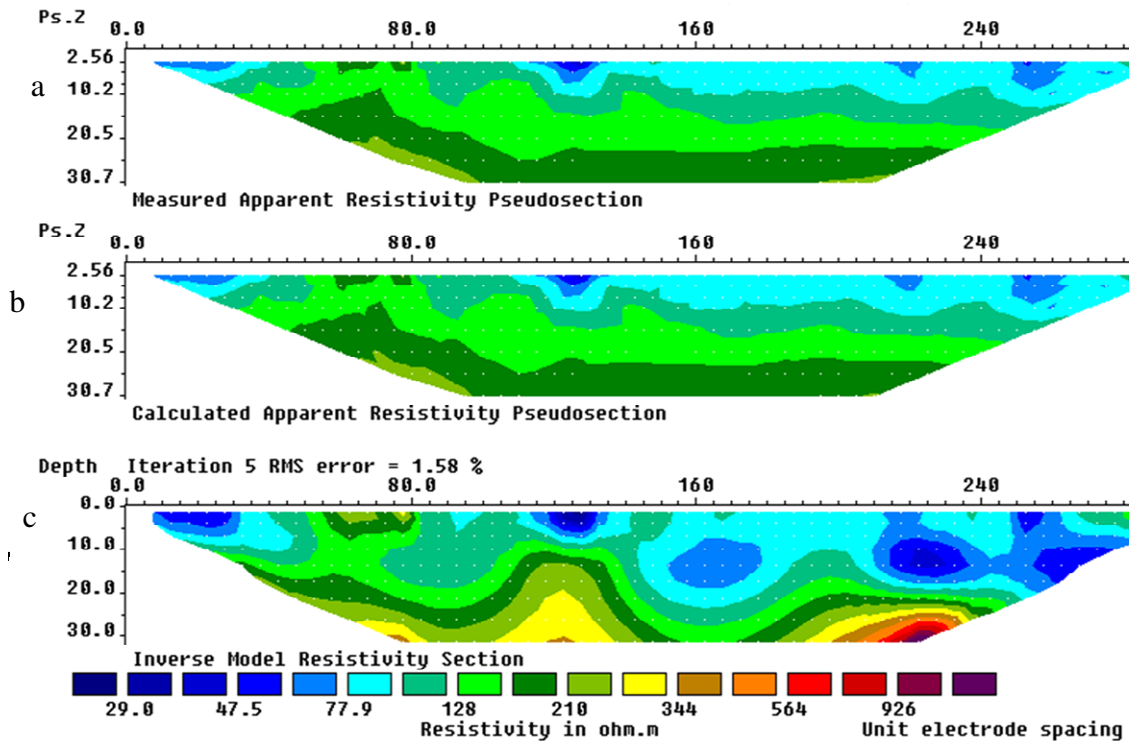 Ps.Z 0.0 80.0 160 240
a
2.56
10.2
20.5
30.7
Measured Apparent Resistivity Pseudosection
Ps.Z 0.0 80.0 160 240
b
2.56
10.2
20.5
30.7
Calculated Apparent Resistivity Pseudosection
Depth Iteration 5 RMS error = 1.58 %
0.0 80.0 160 240
c
0.0
10.0
20.0
30.0
Inverse Model Resistivity Section
29.0 47.5 77.9 128 210 344 564 926
Resistivity in ohm.m Unit electrode spacing